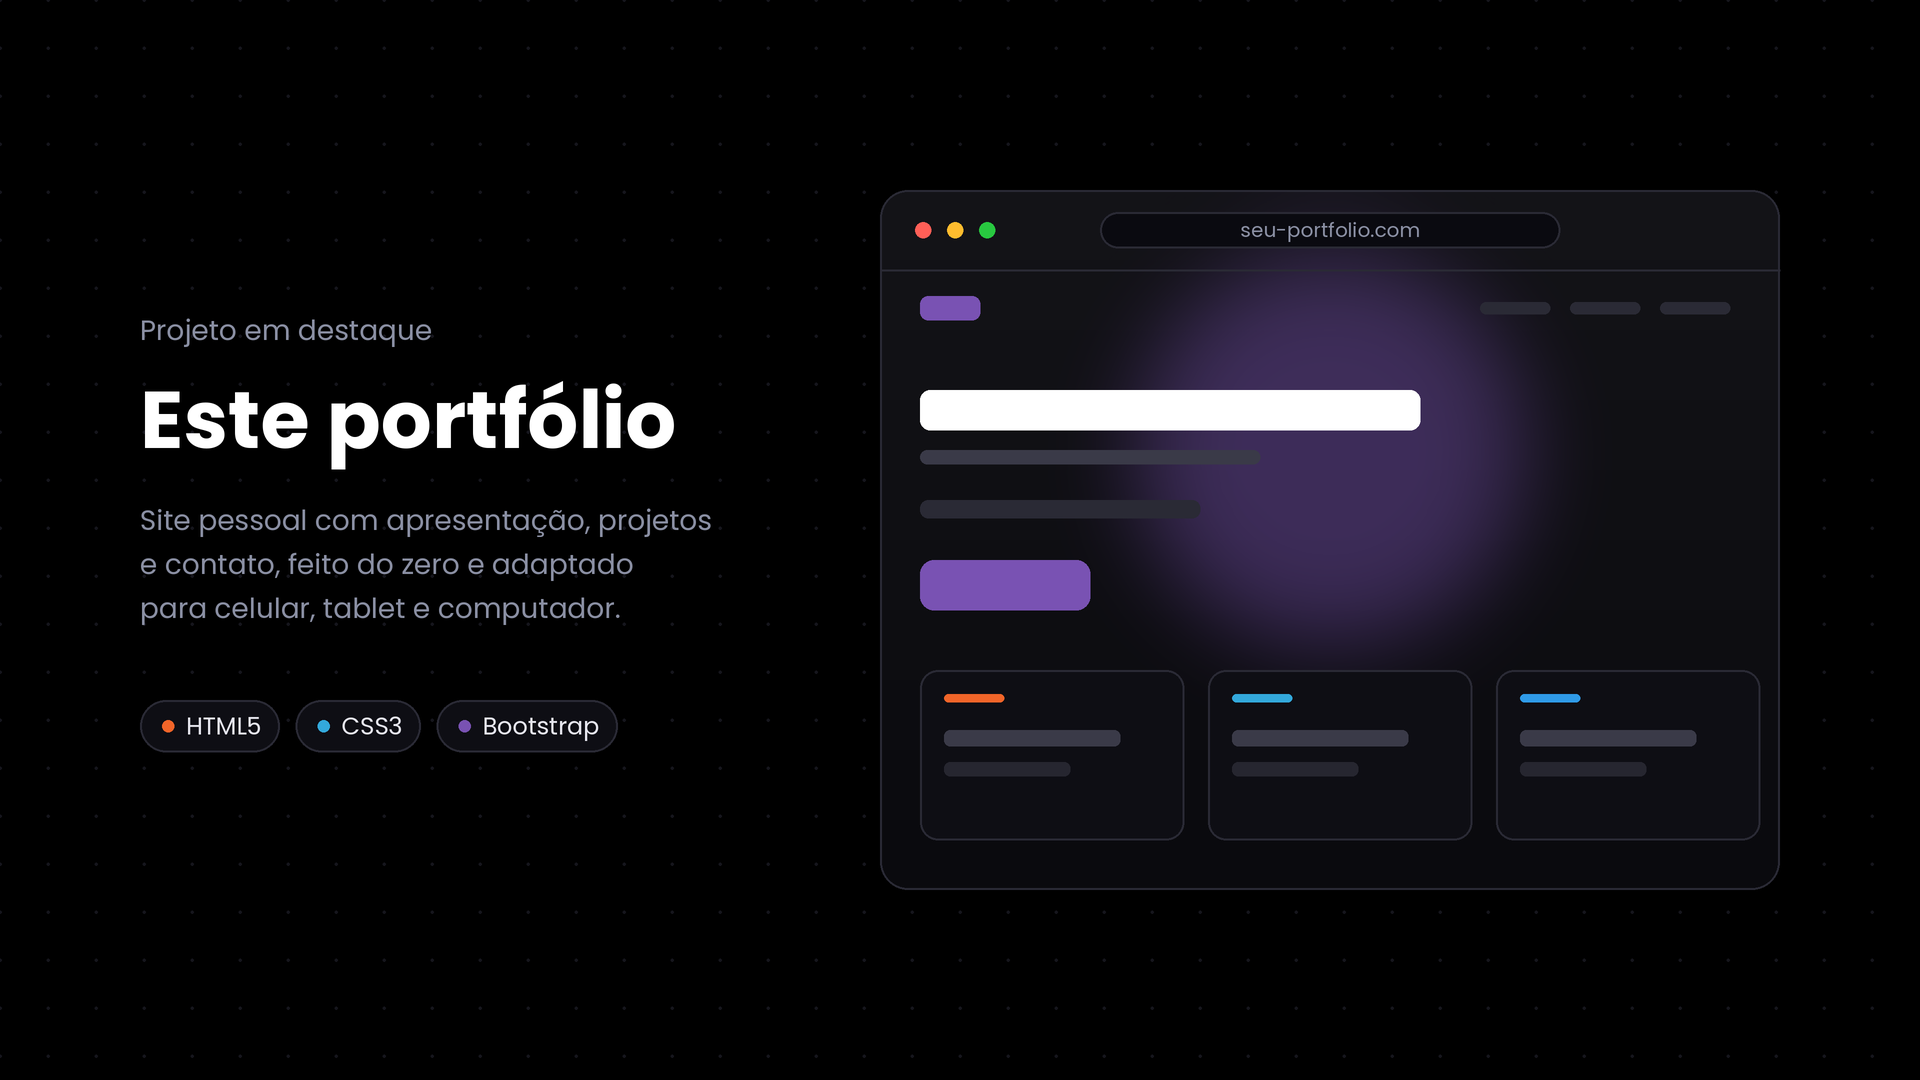 Projeto em destaque
Este portfólio
Site pessoal com apresentação, projetos
e contato, feito do zero e adaptado
para celular, tablet e computador.
HTML5
CSS3
Bootstrap
seu-portfolio.com